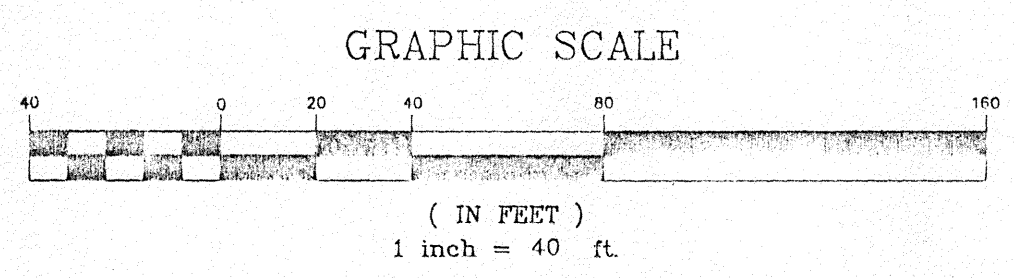 GRAPHIC SCALE
40 0 20 40 80 160
( IN FEET )
1 inch = 40 ft.